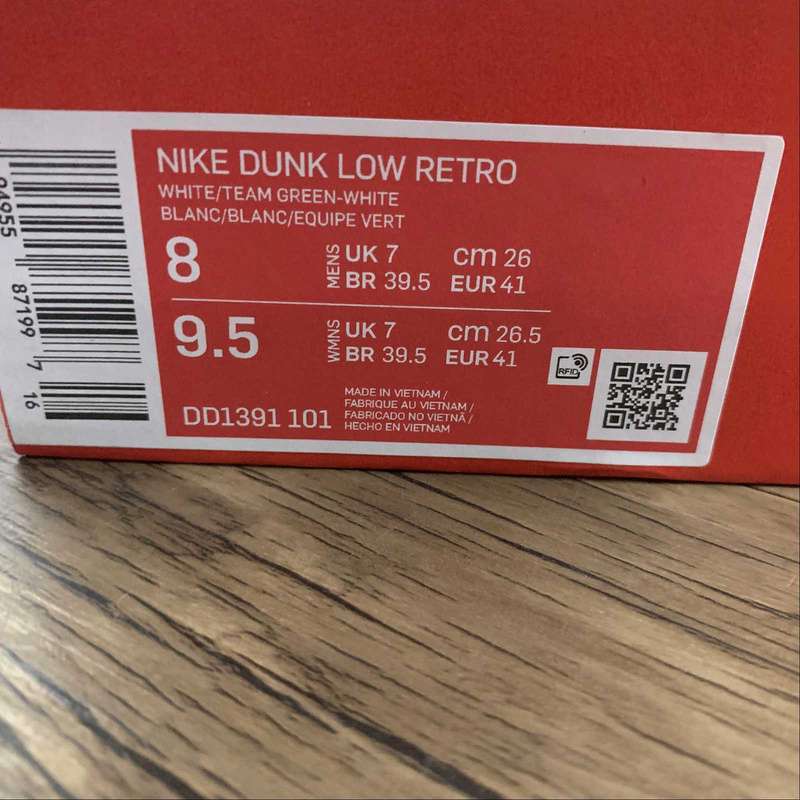 NIKE DUNK LOW RETRO
WHITE/TEAM GREEN-WHITE
BLANC/BLANC/EQUIPE VERT
8 MENS UK 7 cm 26
BR 39.5 EUR 41
9.5 WMNS UK 7 cm 26.5
BR 39.5 EUR 41
RFID
DD1391 101
MADE IN VIETNAM /
FABRIQUE AU VIETNAM /
FABRICADO NO VIETNÃ /
HECHO EN VIETNAM
87199 7
16